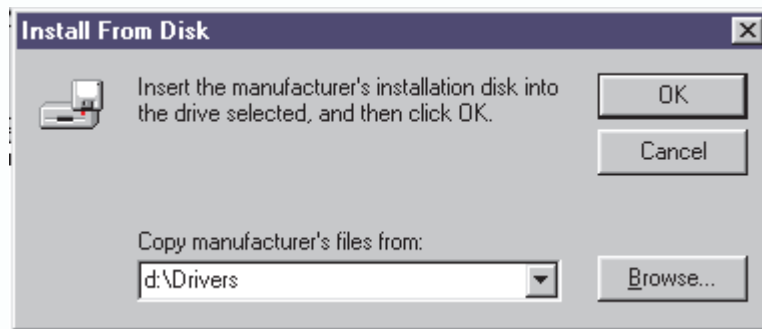 Install From Disk
Insert the manufacturer's installation disk into
the drive selected, and then click OK.
OK
Cancel
Copy manufacturer's files from:
d:\Drivers
Browse...